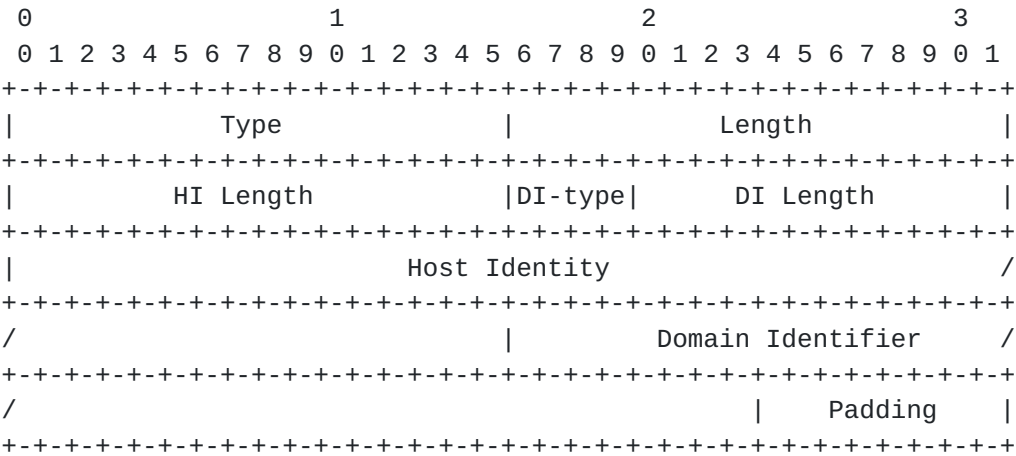 0                   1                   2                   3
 0 1 2 3 4 5 6 7 8 9 0 1 2 3 4 5 6 7 8 9 0 1 2 3 4 5 6 7 8 9 0 1
+-+-+-+-+-+-+-+-+-+-+-+-+-+-+-+-+-+-+-+-+-+-+-+-+-+-+-+-+-+-+-+-+
|             Type              |             Length            |
+-+-+-+-+-+-+-+-+-+-+-+-+-+-+-+-+-+-+-+-+-+-+-+-+-+-+-+-+-+-+-+-+
|          HI Length            |DI-type|      DI Length        |
+-+-+-+-+-+-+-+-+-+-+-+-+-+-+-+-+-+-+-+-+-+-+-+-+-+-+-+-+-+-+-+-+
|                         Host Identity                         /
+-+-+-+-+-+-+-+-+-+-+-+-+-+-+-+-+-+-+-+-+-+-+-+-+-+-+-+-+-+-+-+-+
/                               |         Domain Identifier     /
+-+-+-+-+-+-+-+-+-+-+-+-+-+-+-+-+-+-+-+-+-+-+-+-+-+-+-+-+-+-+-+-+
/                                               |    Padding    |
+-+-+-+-+-+-+-+-+-+-+-+-+-+-+-+-+-+-+-+-+-+-+-+-+-+-+-+-+-+-+-+-+